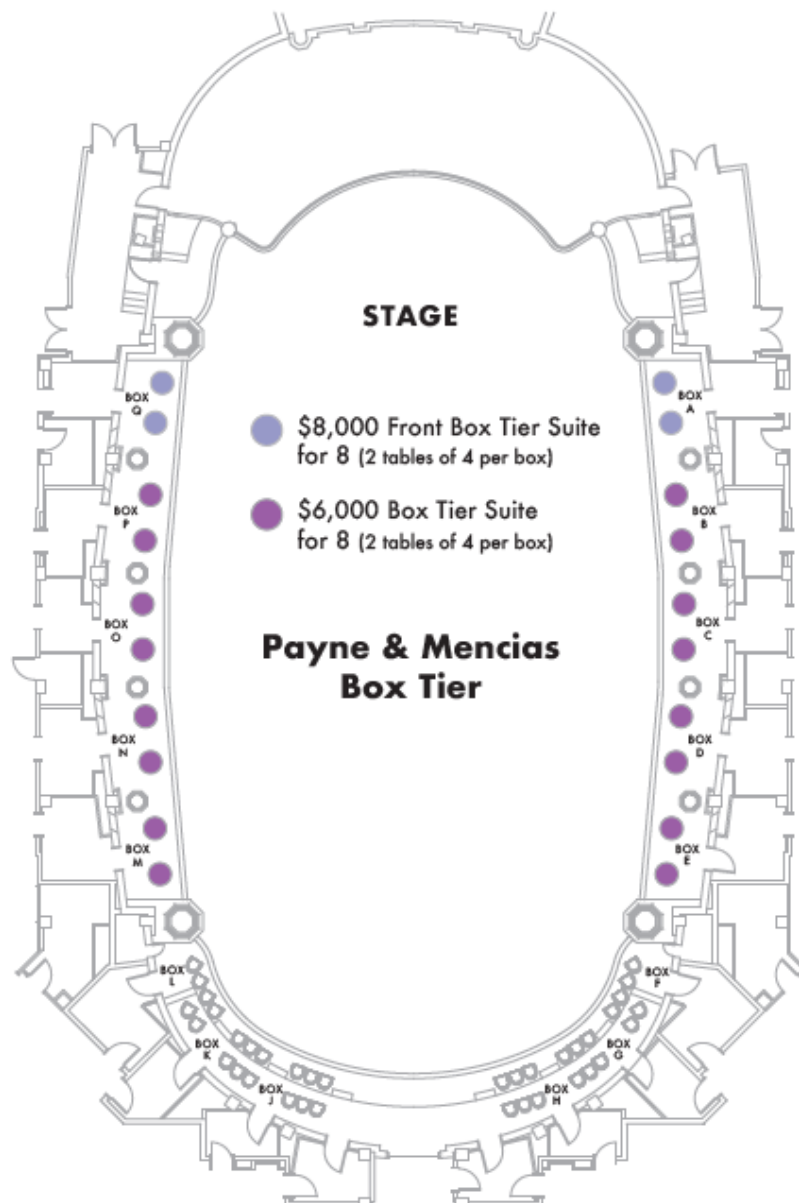 STAGE
BOX
Q
BOX
A
$8,000 Front Box Tier Suite
for 8 (2 tables of 4 per box)
BOX
P
BOX
B
$6,000 Box Tier Suite
for 8 (2 tables of 4 per box)
BOX
O
BOX
C
Payne & Mencias
Box Tier
BOX
N
BOX
D
BOX
M
BOX
E
BOX
L
BOX
F
BOX
K
BOX
G
BOX
J
BOX
H